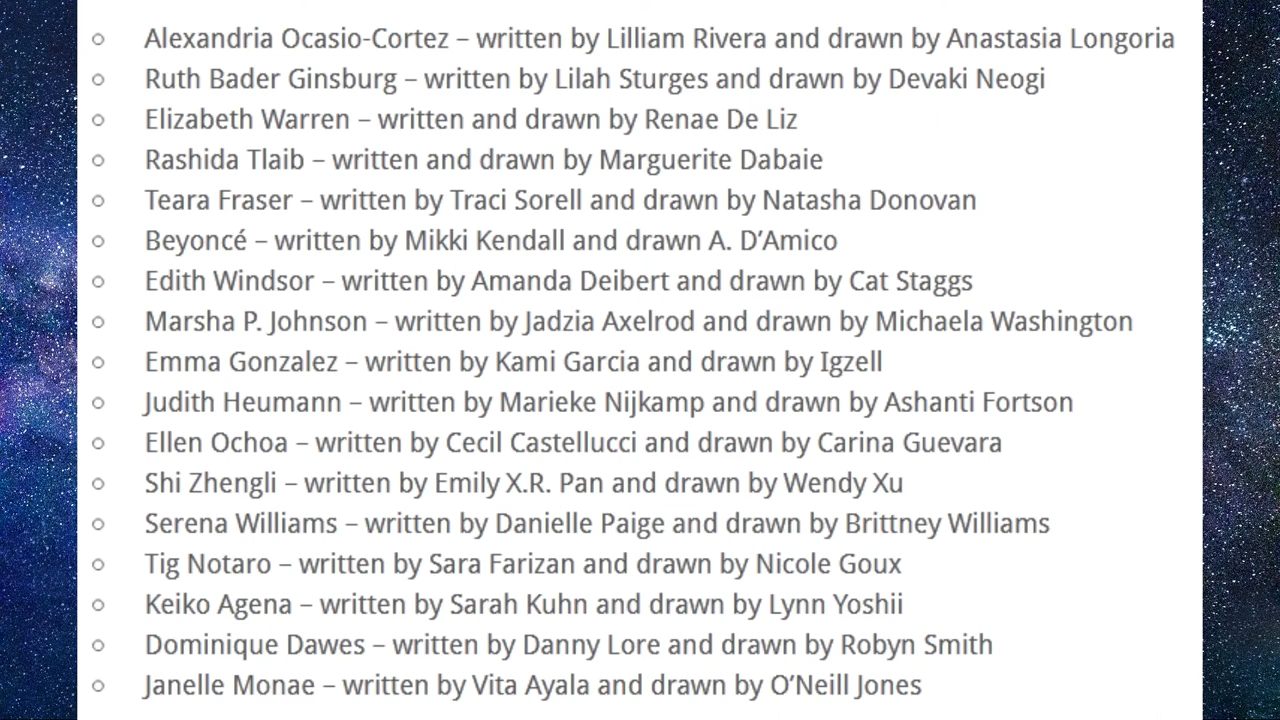 Alexandria Ocasio-Cortez – written by Lilliam Rivera and drawn by Anastasia Longoria
Ruth Bader Ginsburg – written by Lilah Sturges and drawn by Devaki Neogi
Elizabeth Warren – written and drawn by Renae De Liz
Rashida Tlaib – written and drawn by Marguerite Dabaie
Teara Fraser – written by Traci Sorell and drawn by Natasha Donovan
Beyoncé – written by Mikki Kendall and drawn A. D’Amico
Edith Windsor – written by Amanda Deibert and drawn by Cat Staggs
Marsha P. Johnson – written by Jadzia Axelrod and drawn by Michaela Washington
Emma Gonzalez – written by Kami Garcia and drawn by Igzell
Judith Heumann – written by Marieke Nijkamp and drawn by Ashanti Fortson
Ellen Ochoa – written by Cecil Castellucci and drawn by Carina Guevara
Shi Zhengli – written by Emily X.R. Pan and drawn by Wendy Xu
Serena Williams – written by Danielle Paige and drawn by Brittney Williams
Tig Notaro – written by Sara Farizan and drawn by Nicole Goux
Keiko Agena – written by Sarah Kuhn and drawn by Lynn Yoshii
Dominique Dawes – written by Danny Lore and drawn by Robyn Smith
Janelle Monae – written by Vita Ayala and drawn by O’Neill Jones